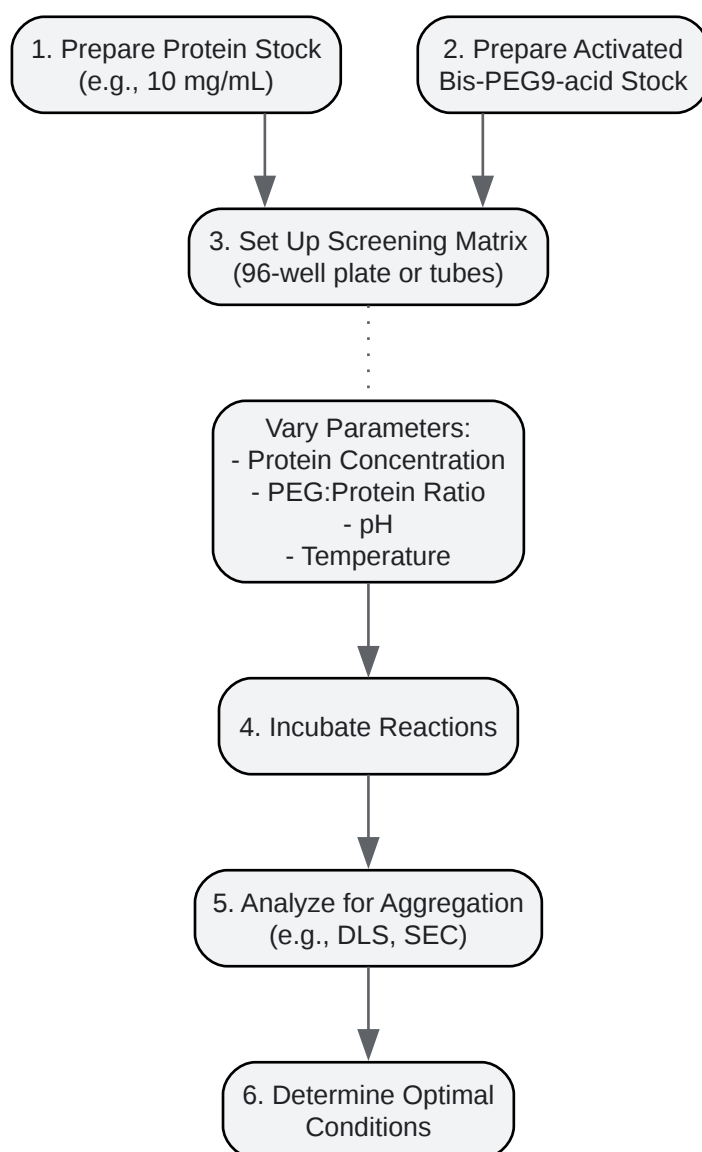 1. Prepare Protein Stock
(e.g., 10 mg/mL)
2. Prepare Activated
Bis-PEG9-acid Stock
3. Set Up Screening Matrix
(96-well plate or tubes)
Vary Parameters:
- Protein Concentration
- PEG:Protein Ratio
- pH
- Temperature
4. Incubate Reactions
5. Analyze for Aggregation
(e.g., DLS, SEC)
6. Determine Optimal
Conditions